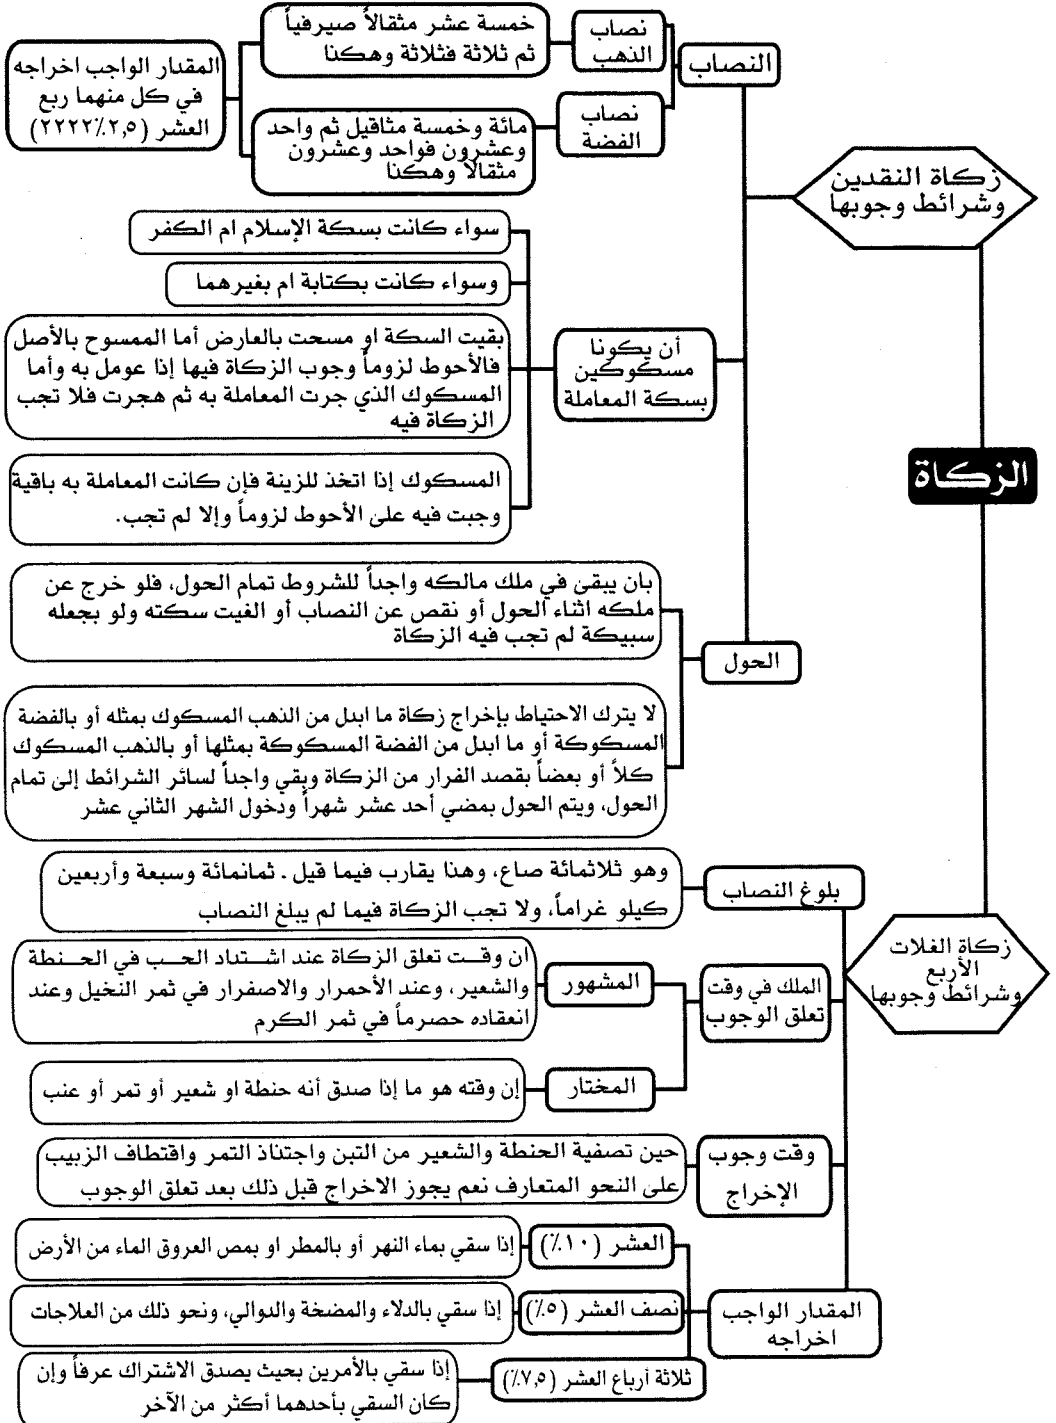 الزكاة
زكاة النقدين
وشرائط وجوبها
النصاب
نصاب
الذهب
خمسة عشر مثقالاً صيرفياً
ثم ثلاثة فثلاثة وهكذا
نصاب
الفضة
مائة وخمسة مثاقيل ثم واحد
وعشرون فواحد وعشرون
مثقالاً وهكذا
المقدار الواجب اخراجه
في كل منهما ربع
العشر (٢,٥٪٢٢٢٢)
أن يكونا
مسكوكين
بسكة المعاملة
سواء كانت بسكة الإسلام ام الكفر
وسواء كانت بكتابة ام بغيرهما
بقيت السكة او مسحت بالعارض أما الممسوح بالأصل
فالأحوط لزوماً وجوب الزكاة فيها إذا عومل به وأما
المسكوك الذي جرت المعاملة به ثم هجرت فلا تجب
الزكاة فيه
المسكوك إذا اتخذ للزينة فإن كانت المعاملة به باقية
وجبت فيه على الأحوط لزوماً وإلا لم تجب.
الحول
بان يبقى في ملك مالكه واجداً للشروط تمام الحول، فلو خرج عن
ملكه اثناء الحول أو نقص عن النصاب أو الغيت سكته ولو بجعله
سبيكة لم تجب فيه الزكاة
لا يترك الاحتياط بإخراج زكاة ما ابدل من الذهب المسكوك بمثله أو بالفضة
المسكوكة أو ما ابدل من الفضة المسكوكة بمثلها أو بالذهب المسكوك
كلاً أو بعضاً بقصد الفرار من الزكاة وبقي واجداً لسائر الشرائط إلى تمام
الحول، ويتم الحول بمضي أحد عشر شهراً ودخول الشهر الثاني عشر
زكاة الغلات
الأربع
وشرائط وجوبها
بلوغ النصاب
وهو ثلاثمائة صاع، وهذا يقارب فيما قيل . ثمانمائة وسبعة وأربعين
كيلو غراماً، ولا تجب الزكاة فيما لم يبلغ النصاب
الملك في وقت
تعلق الوجوب
المشهور
ان وقت تعلق الزكاة عند اشتداد الحب في الحنطة
والشعير، وعند الأحمرار والاصفرار في ثمر النخيل وعند
انعقاده حصرماً في ثمر الكرم
المختار
إن وقته هو ما إذا صدق أنه حنطة او شعير أو تمر أو عنب
وقت وجوب
الإخراج
حين تصفية الحنطة والشعير من التبن واجتذاذ التمر واقتطاف الزبيب
على النحو المتعارف نعم يجوز الاخراج قبل ذلك بعد تعلق الوجوب
المقدار الواجب
اخراجه
العشر (١٠٪)
إذا سقي بماء النهر أو بالمطر او بمص العروق الماء من الأرض
نصف العشر (٥٪)
إذا سقي بالدلاء والمضخة والدوالي، ونحو ذلك من العلاجات
ثلاثة أرباع العشر (٧,٥٪)
إذا سقي بالأمرين بحيث يصدق الاشتراك عرفاً وإن
كان السقي بأحدهما أكثر من الآخر